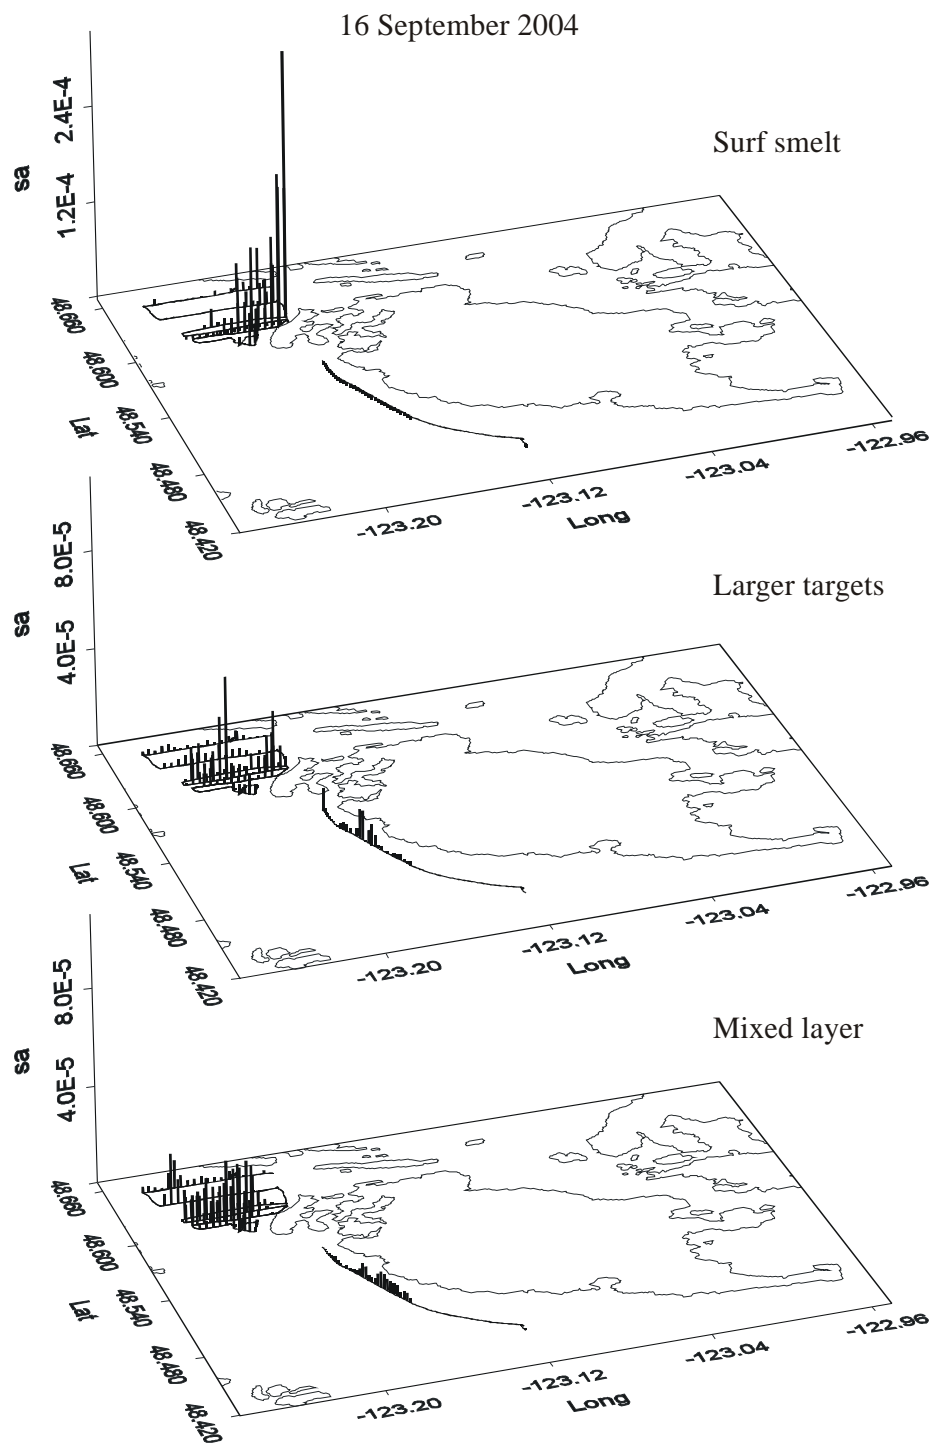 16 September 2004
Surf smelt
sa
2.4E-4
1.2E-4
48.660
48.600
48.540
48.480
48.420
Lat
-123.20
-123.12
-123.04
-122.96
Long
Larger targets
sa
8.0E-5
4.0E-5
48.660
48.600
48.540
48.480
48.420
Lat
-123.20
-123.12
-123.04
-122.96
Long
Mixed layer
sa
8.0E-5
4.0E-5
48.660
48.600
48.540
48.480
48.420
Lat
-123.20
-123.12
-123.04
-122.96
Long